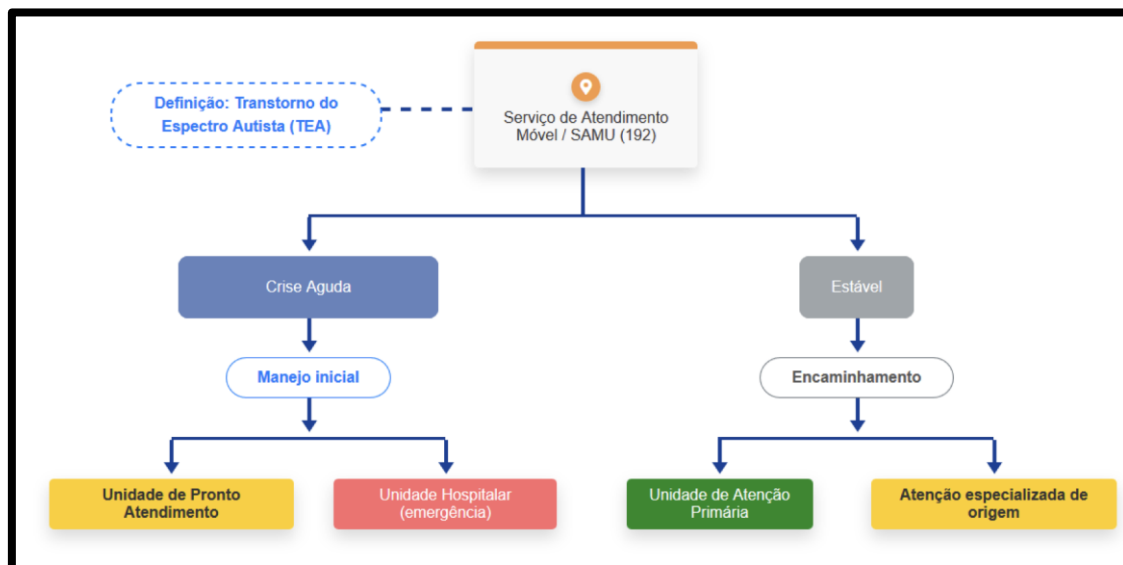 Definição: Transtorno do
Espectro Autista (TEA)
Serviço de Atendimento
Móvel / SAMU (192)
Crise Aguda
Estável
Manejo inicial
Encaminhamento
Unidade de Pronto
Atendimento
Unidade Hospitalar
(emergência)
Unidade de Atenção
Primária
Atenção especializada de
origem